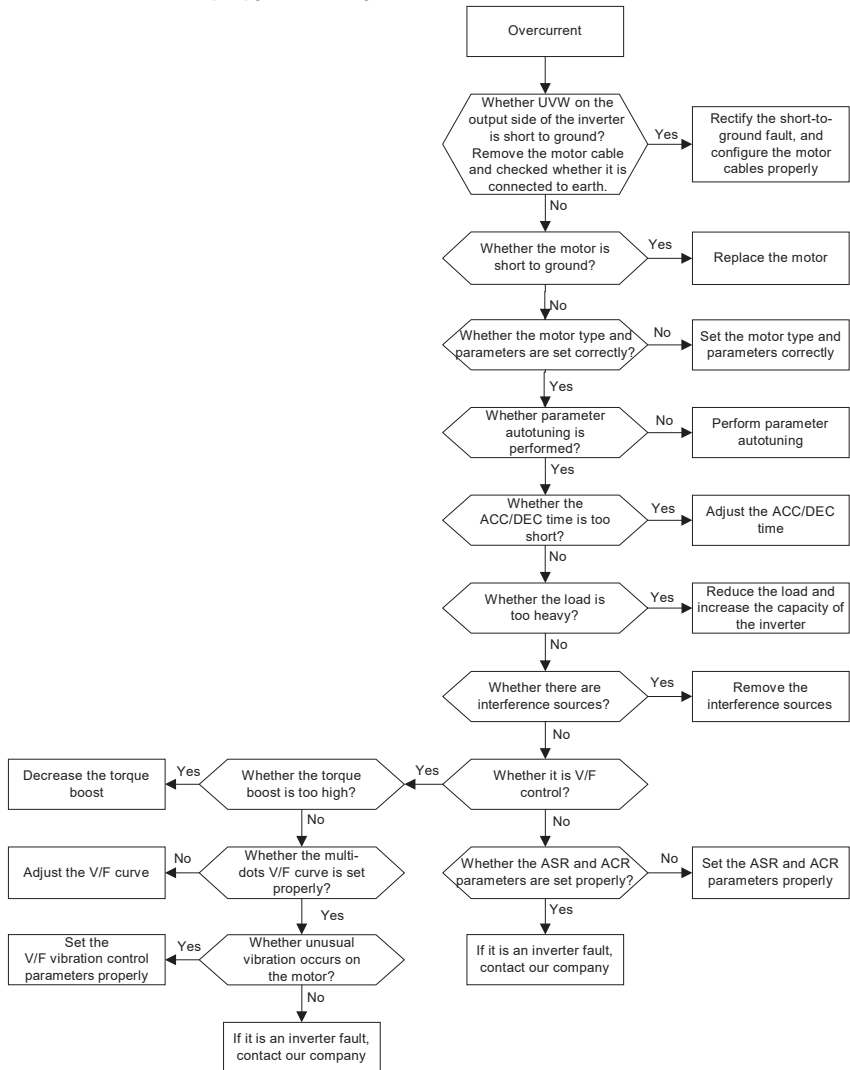 Overcurrent
Whether UVW on the
output side of the inverter
is short to ground?
Remove the motor cable
and checked whether it is
connected to earth.
Yes
Rectify the short-to-
ground fault, and
configure the motor
cables properly
No
Whether the motor is
short to ground?
Yes
Replace the motor
No
Whether the motor type and
parameters are set correctly?
No
Set the motor type and
parameters correctly
Yes
Whether parameter
autotuning is
performed?
No
Perform parameter
autotuning
Yes
Whether the
ACC/DEC time is too
short?
Yes
Adjust the ACC/DEC
time
No
Whether the load is
too heavy?
Yes
Reduce the load and
increase the capacity of
the inverter
No
Whether there are
interference sources?
Yes
Remove the
interference sources
No
Whether it is V/F
control?
Yes
Whether the torque
boost is too high?
Yes
Decrease the torque
boost
No
Whether the multi-
dots V/F curve is set
properly?
No
Adjust the V/F curve
Yes
Whether unusual
vibration occurs on
the motor?
Yes
Set the
V/F vibration control
parameters properly
No
If it is an inverter fault,
contact our company
No
Whether the ASR and ACR
parameters are set properly?
No
Set the ASR and ACR
parameters properly
Yes
If it is an inverter fault,
contact our company